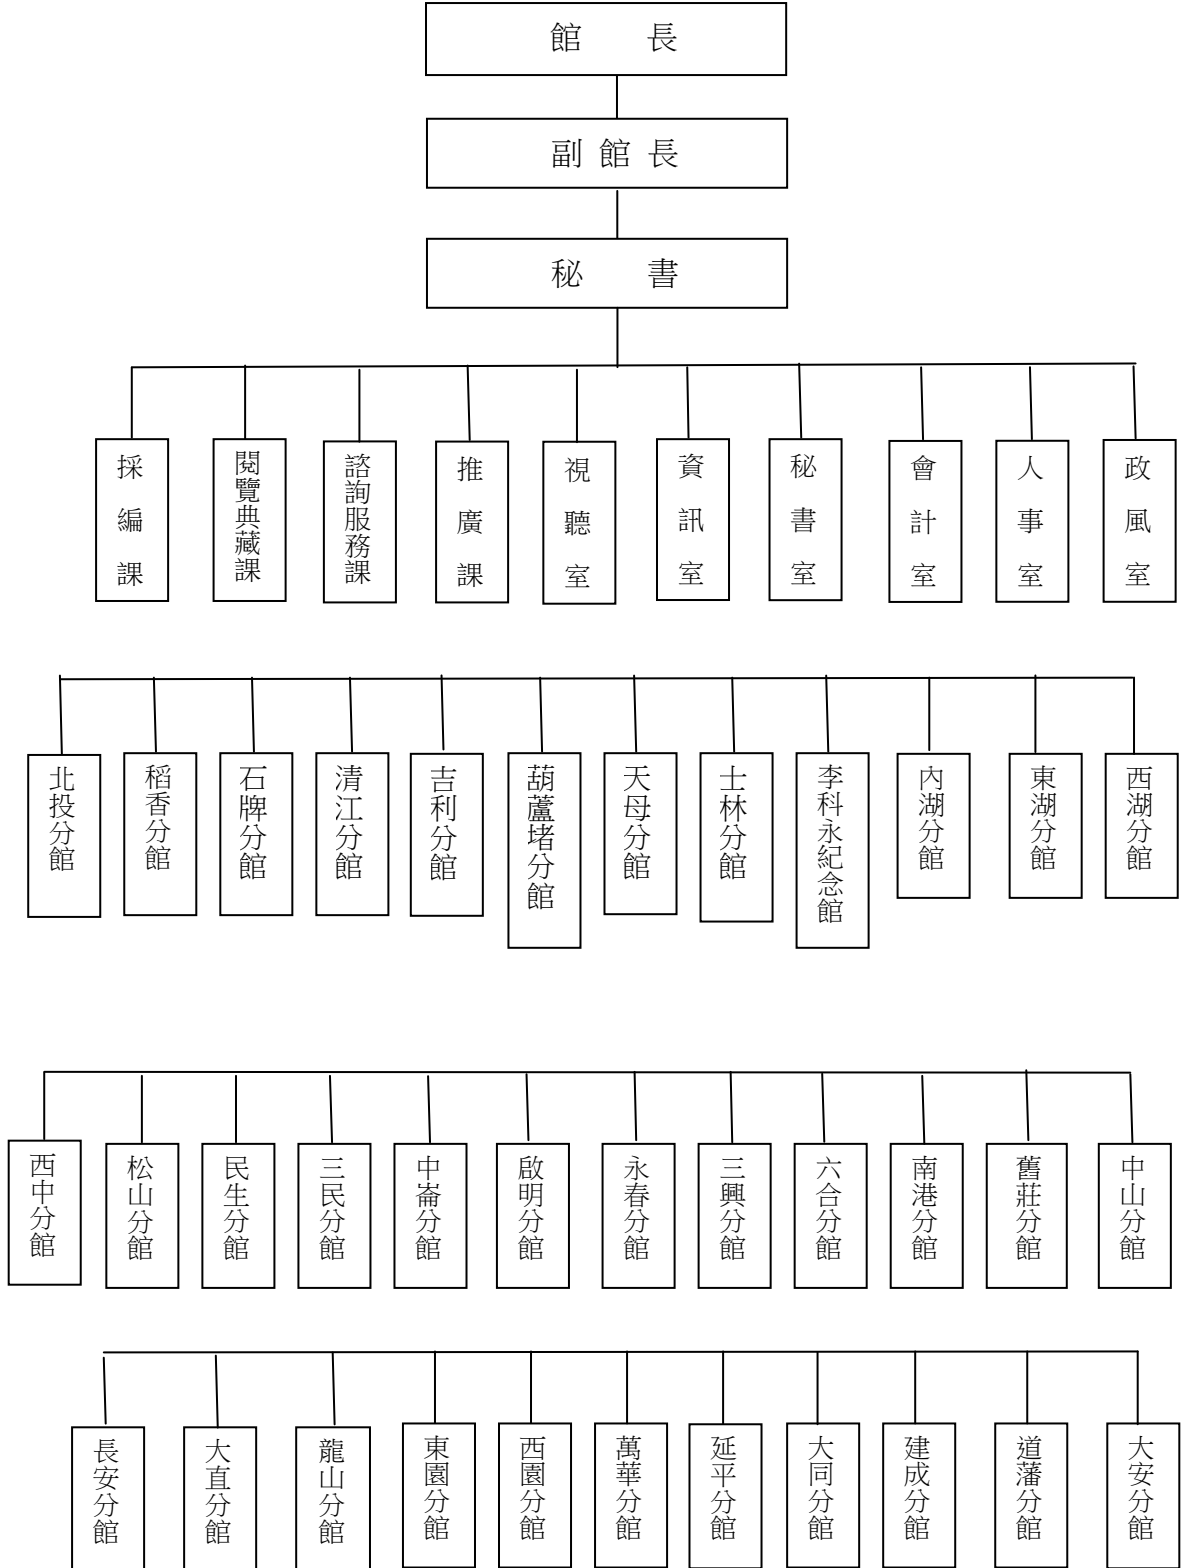 館長
副館長
秘書
採編課
閱覽典藏課
諮詢服務課
推廣課
視聽室
資訊室
秘書室
會計室
人事室
政風室
北投分館
稻香分館
石牌分館
清江分館
吉利分館
葫蘆堵分館
天母分館
士林分館
李科永紀念館
內湖分館
東湖分館
西湖分館
西中分館
松山分館
民生分館
三民分館
中崙分館
啟明分館
永春分館
三興分館
六合分館
南港分館
舊莊分館
中山分館
長安分館
大直分館
龍山分館
東園分館
西園分館
萬華分館
延平分館
大同分館
建成分館
道藩分館
大安分館